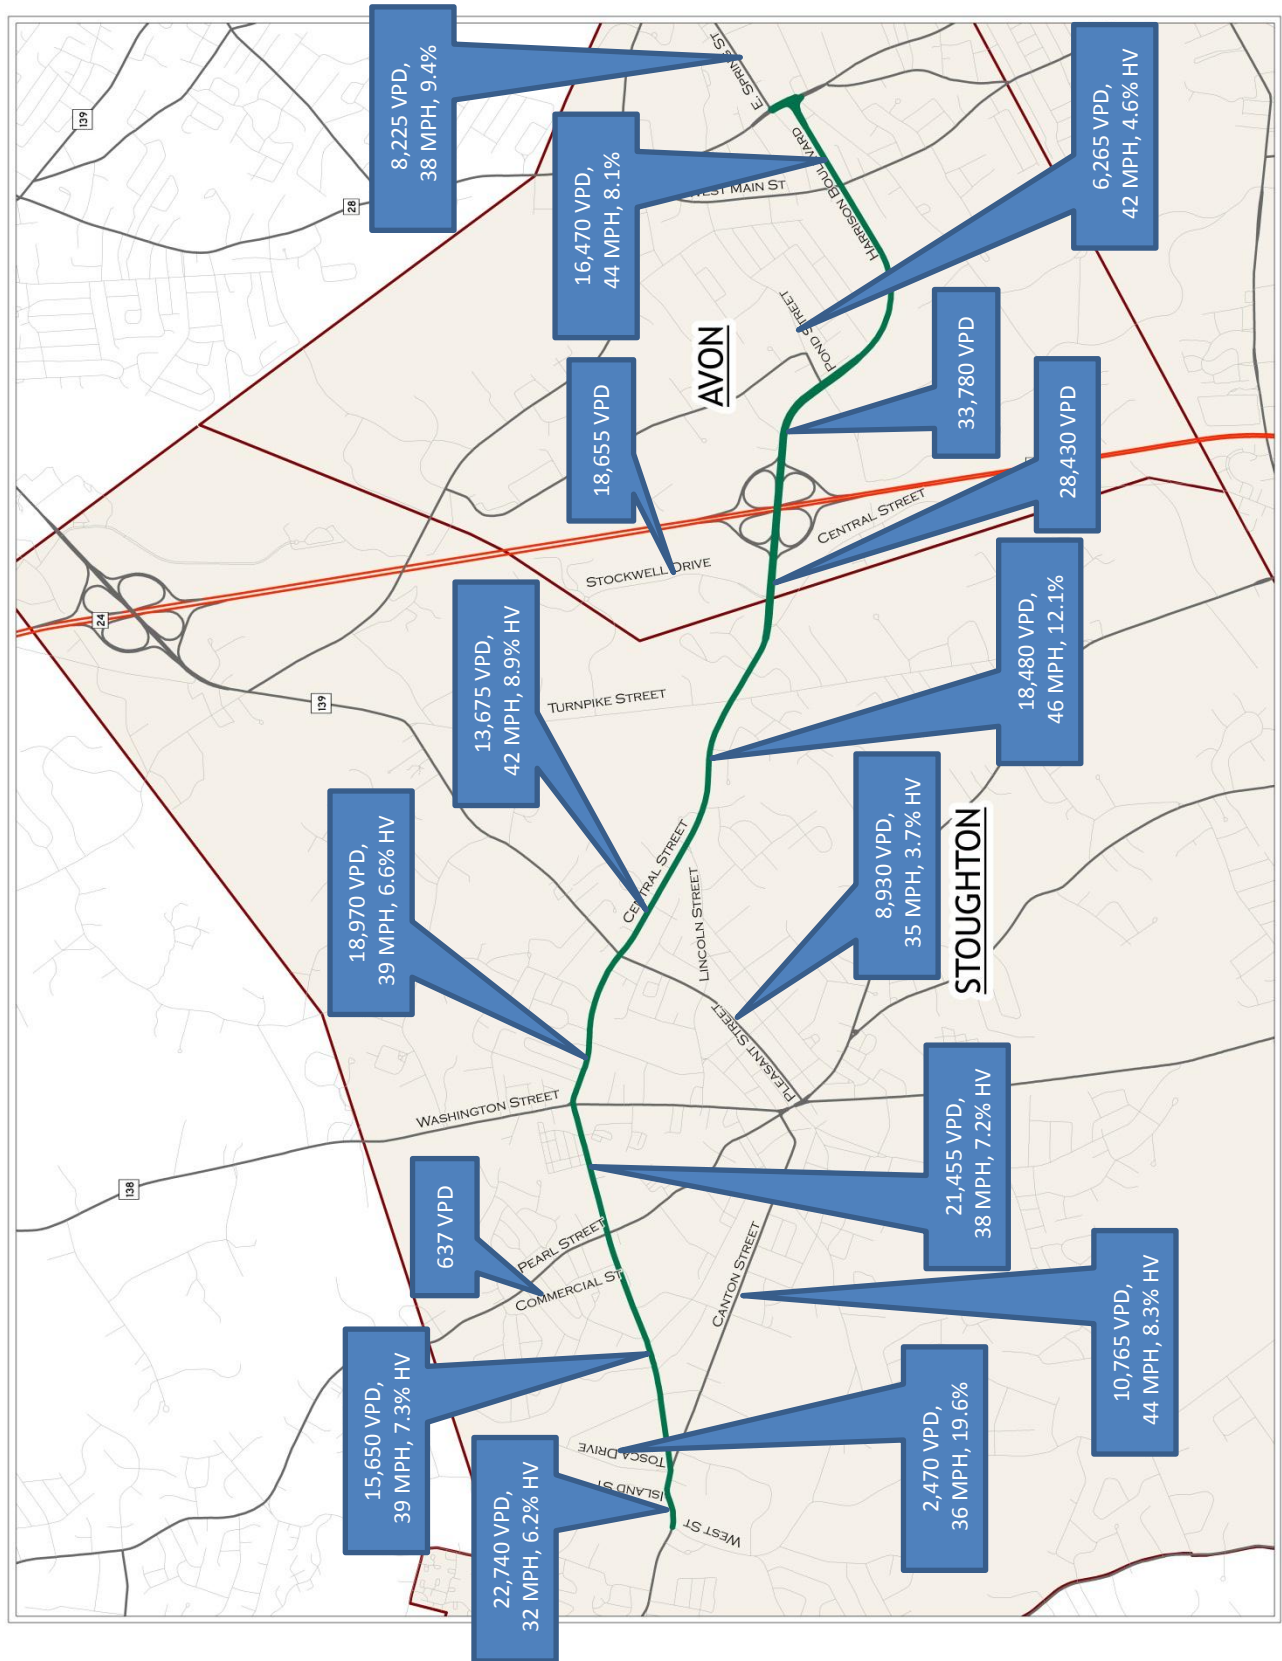 138
139
24
139
28
15,650 VPD,
39 MPH, 7.3% HV
637 VPD
18,970 VPD,
39 MPH, 6.6% HV
13,675 VPD,
42 MPH, 8.9% HV
18,655 VPD
16,470 VPD,
44 MPH, 8.1%
8,225 VPD,
38 MPH, 9.4%
22,740 VPD,
32 MPH, 6.2% HV
WASHINGTON STREET
PEARL STREET
COMMERCIAL ST
TURNPIKE STREET
STOCKWELL DRIVE
AVON
WEST MAIN ST
E. SPRING ST
TOSCA DRIVE
ISLAND ST
WEST ST
CANTON STREET
PLEASANT STREET
LINCOLN STREET
CENTRAL STREET
CENTRAL STREET
POND STREET
HARRISON BOULEVARD
2,470 VPD,
36 MPH, 19.6%
10,765 VPD,
44 MPH, 8.3% HV
21,455 VPD,
38 MPH, 7.2% HV
8,930 VPD,
35 MPH, 3.7% HV
STOUGHTON
18,480 VPD,
46 MPH, 12.1%
28,430 VPD
33,780 VPD
6,265 VPD,
42 MPH, 4.6% HV